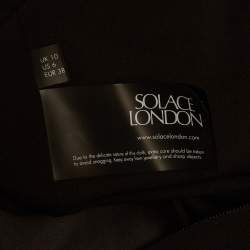 UK 10
US 6
EUR 38
SOLACE
LONDON
www.solacelondon.com
Due to the delicate nature of this cloth, extra care should be taken
to avoid snagging. Keep away from jewellery and sharp objects